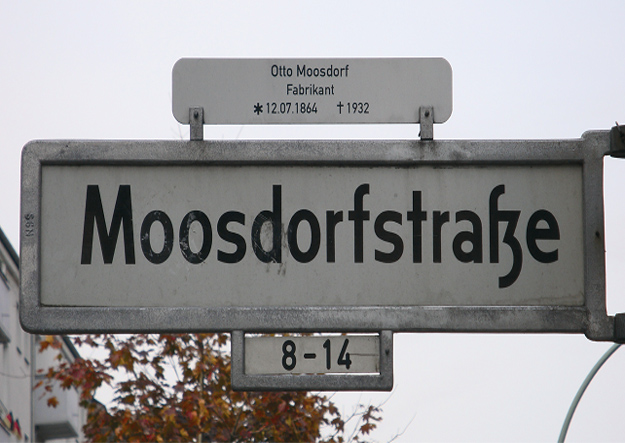 Otto Moosdorf
Fabrikant
✱12.07.1864 †1932
Moosdorfstraße
8-14